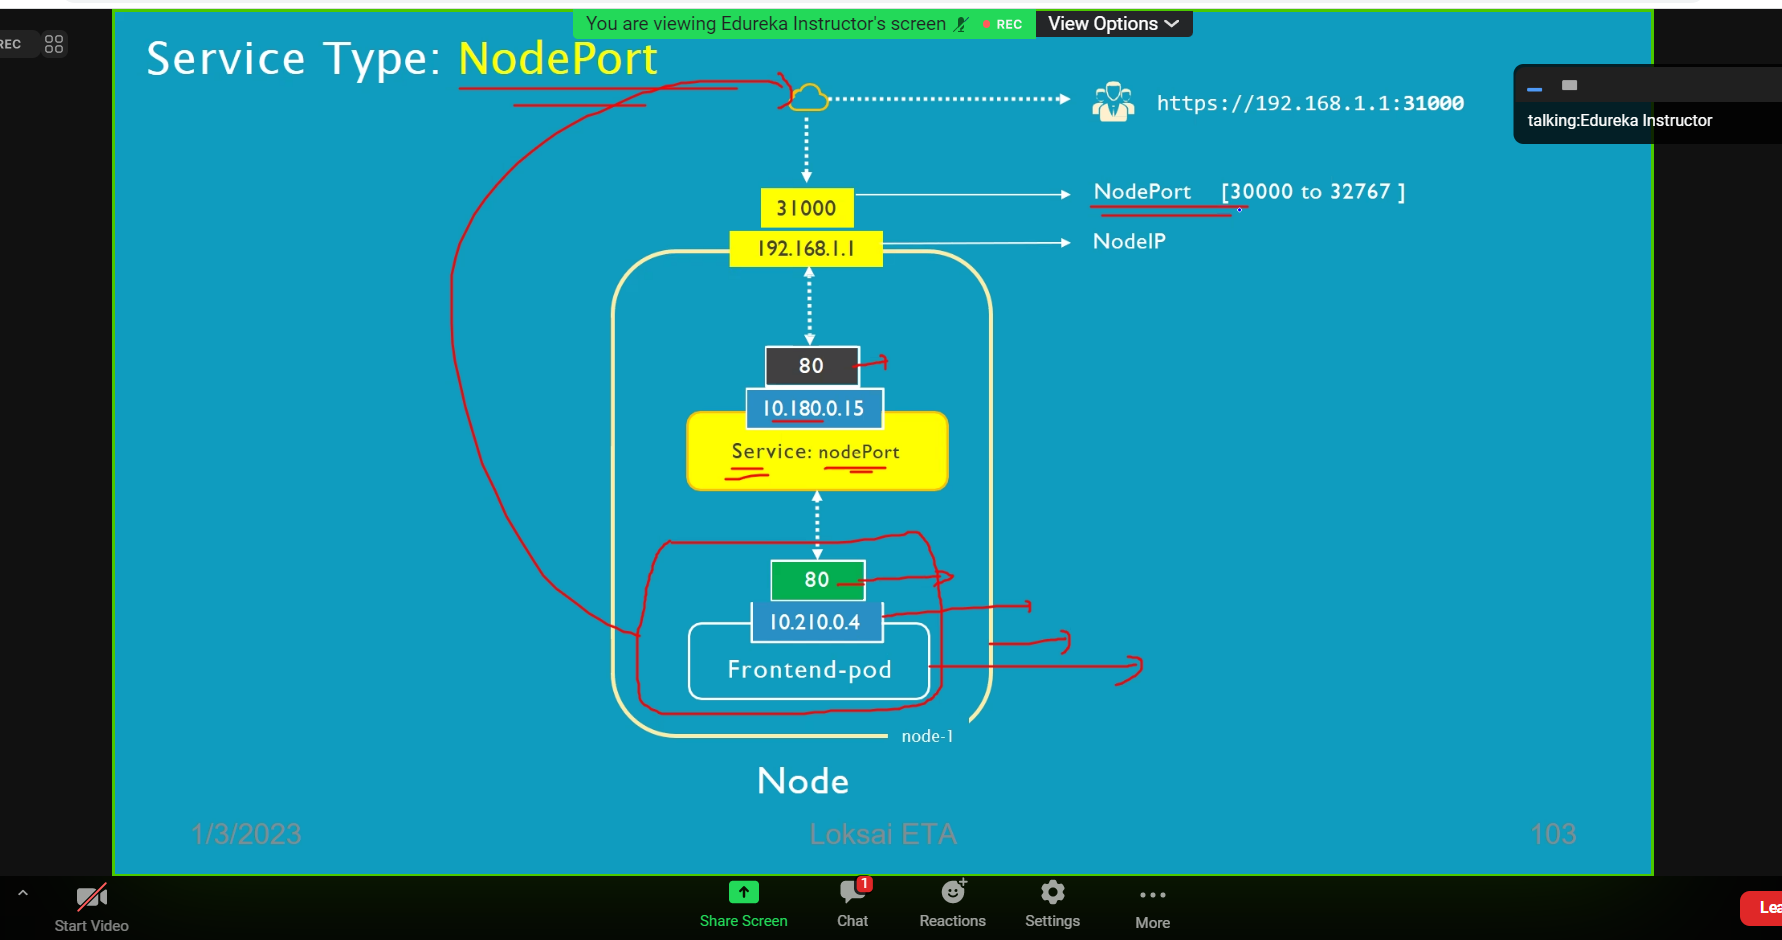 You are viewing Edureka Instructor's screen REC View Options
REC
Service Type: NodePort
https://192.168.1.1:31000
talking:Edureka Instructor
31000
NodePort [30000 to 32767 ]
192.168.1.1
NodeIP
80
10.180.0.15
Service: nodePort
80
10.210.0.4
Frontend-pod
node-1
Node
1/3/2023
Loksai ETA
103
1
Start Video
Share Screen
Chat
Reactions
Settings
More
Lea